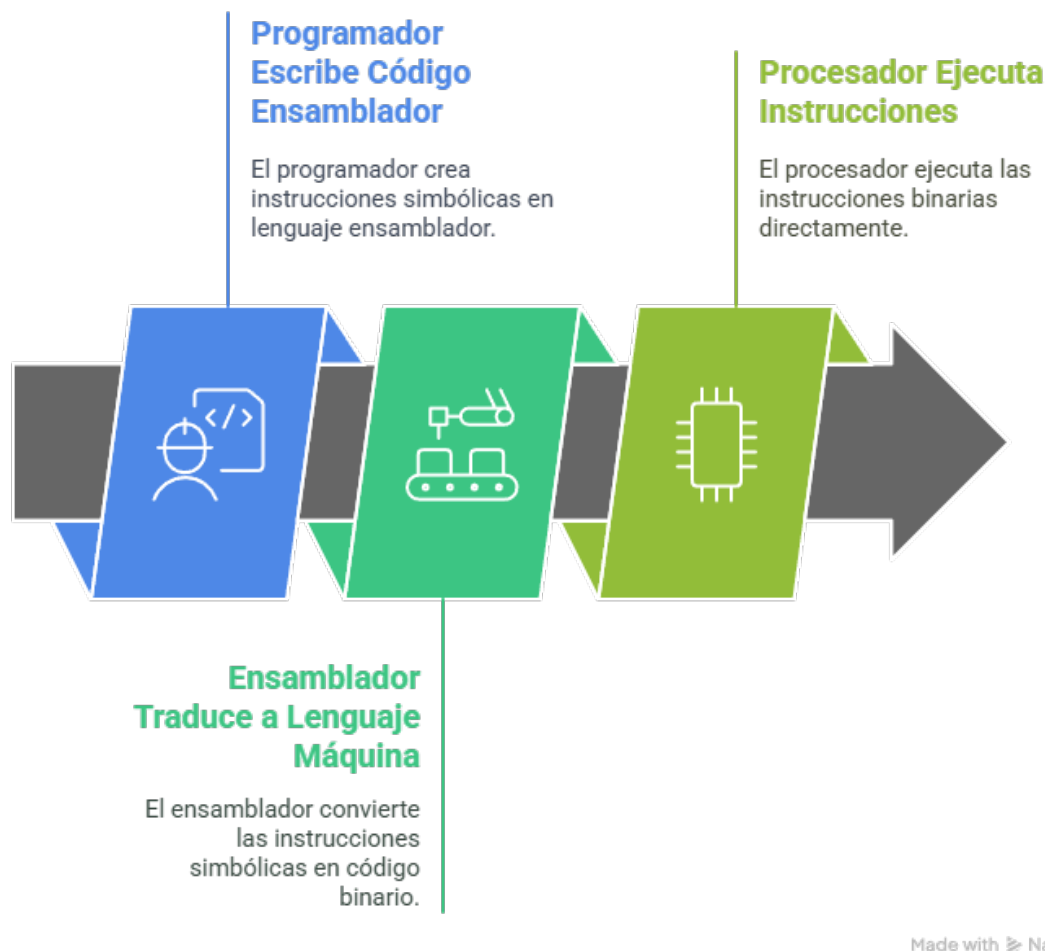 Programador
Escribe Código
Ensamblador
El programador crea
instrucciones simbólicas en
lenguaje ensamblador.
Procesador Ejecuta
Instrucciones
El procesador ejecuta las
instrucciones binarias
directamente.
</>
Ensamblador
Traduce a Lenguaje
Máquina
El ensamblador convierte
las instrucciones
simbólicas en código
binario.
Made with